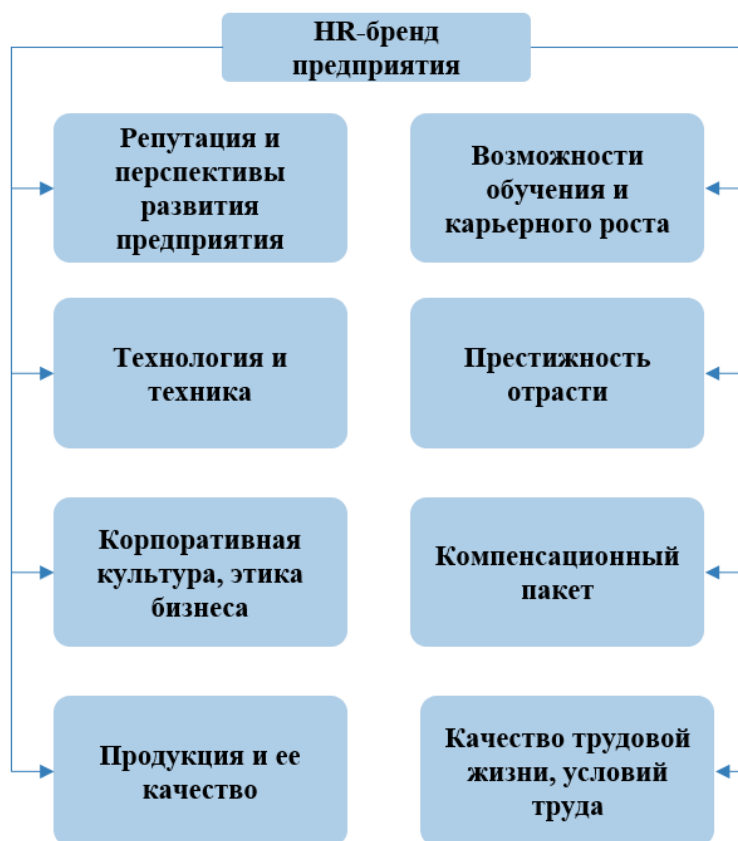 HR-бренд
предприятия
Репутация и
перспективы
развития
предприятия
Возможности
обучения и
карьерного роста
Технология и
техника
Престижность
отрасти
Корпоративная
культура, этика
бизнеса
Компенсационный
пакет
Продукция и ее
качество
Качество трудовой
жизни, условий
труда